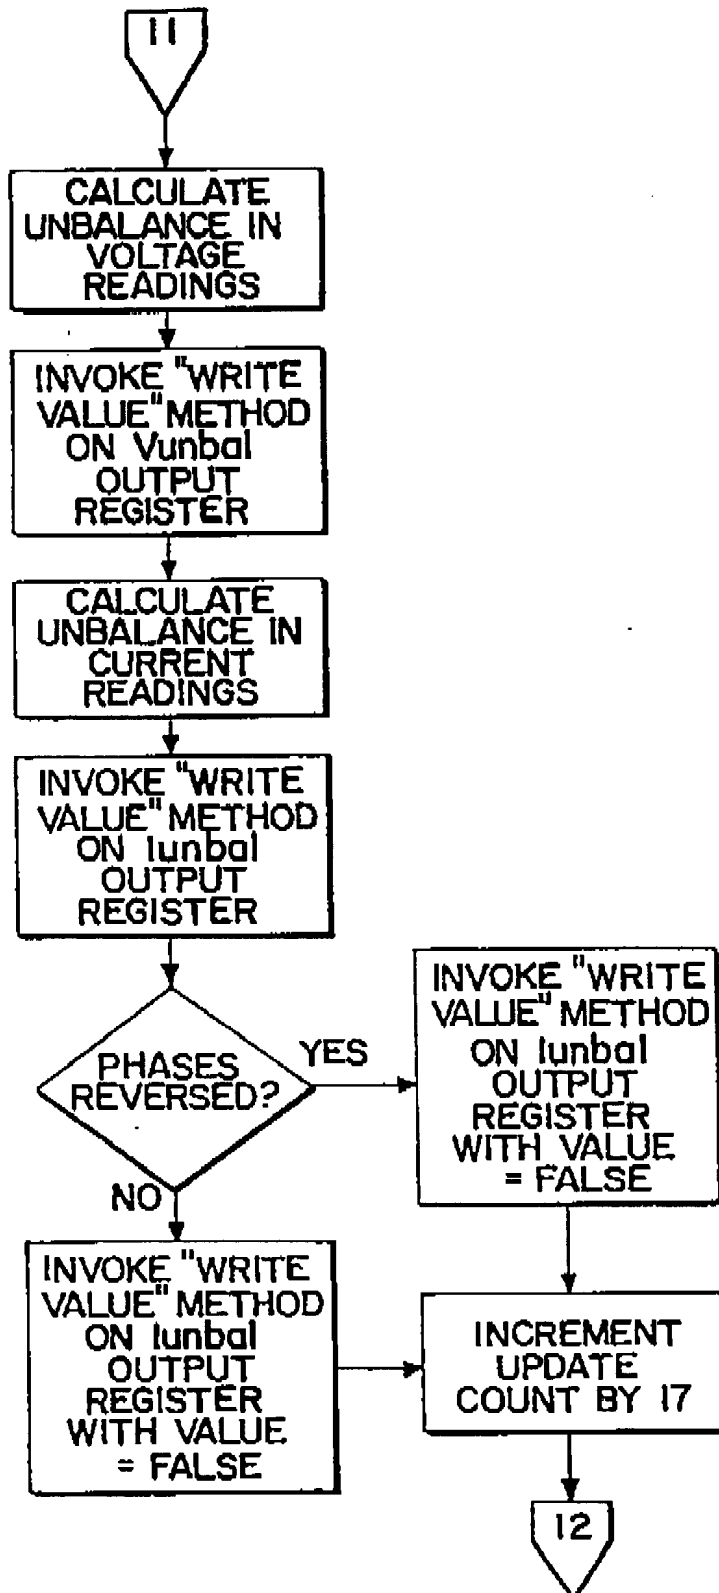 11
CALCULATE
UNBALANCE IN
VOLTAGE
READINGS
INVOKE "WRITE
VALUE" METHOD
ON Vunbal
OUTPUT
REGISTER
CALCULATE
UNBALANCE IN
CURRENT
READINGS
INVOKE "WRITE
VALUE" METHOD
ON Iunbal
OUTPUT
REGISTER
PHASES
REVERSED?
YES
INVOKE "WRITE
VALUE" METHOD
ON Iunbal
OUTPUT
REGISTER
WITH VALUE
= FALSE
NO
INVOKE "WRITE
VALUE" METHOD
ON Iunbal
OUTPUT
REGISTER
WITH VALUE
= FALSE
INCREMENT
UPDATE
COUNT BY 17
12